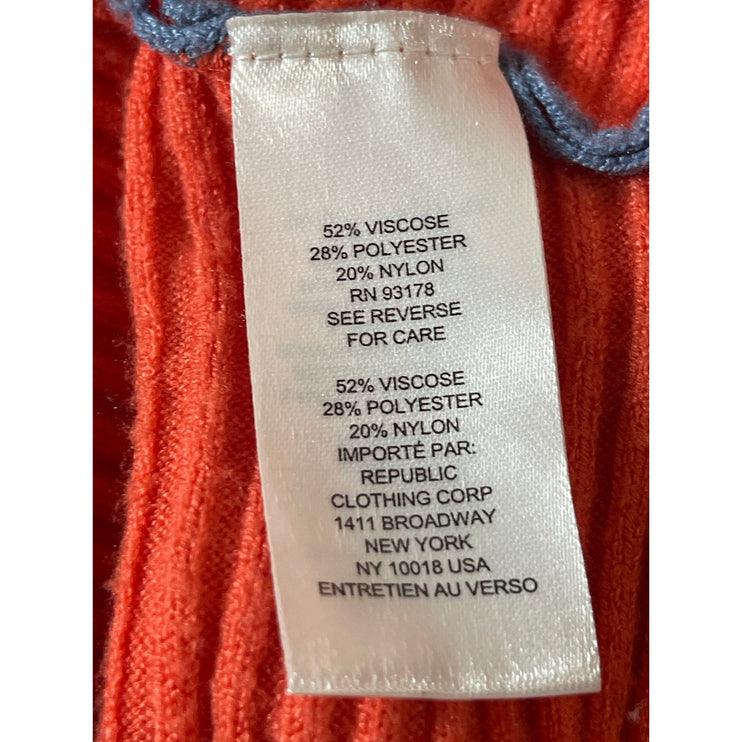 52% VISCOSE
28% POLYESTER
20% NYLON
RN 93178
SEE REVERSE
FOR CARE
52% VISCOSE
28% POLYESTER
20% NYLON
IMPORTÉ PAR:
REPUBLIC
CLOTHING CORP
1411 BROADWAY
NEW YORK
NY 10018 USA
ENTRETIEN AU VERSO